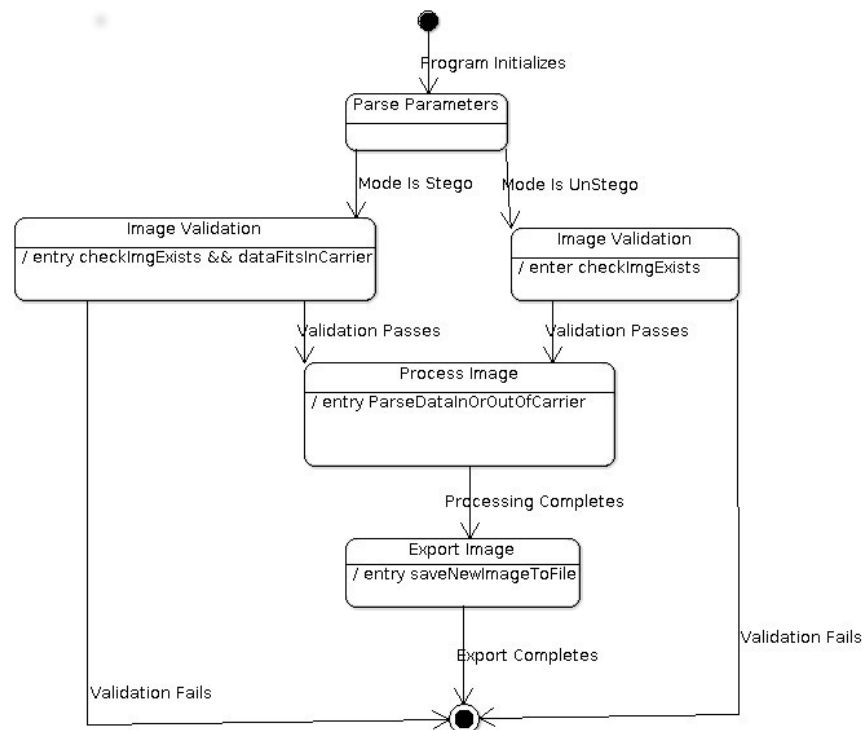 Program Initializes
Parse Parameters
Mode Is Stego
Mode Is UnStego
Image Validation
/ entry checkImgExists && dataFitsInCarrier
Image Validation
/ enter checkImgExists
Validation Passes
Validation Passes
Process Image
/ entry ParseDataInOrOutOfCarrier
Processing Completes
Export Image
/ entry saveNewImageToFile
Export Completes
Validation Fails
Validation Fails